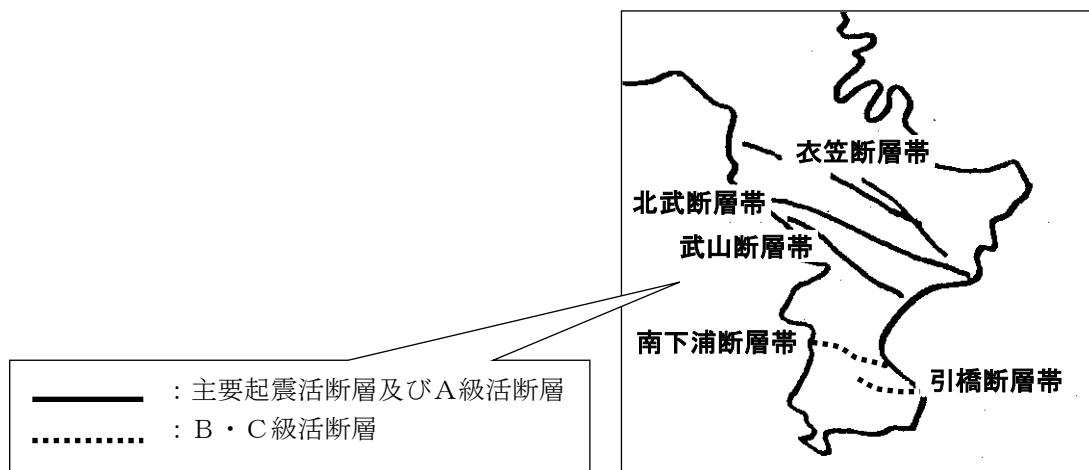 衣笠断層帯
北武断層帯
武山断層帯
南下浦断層帯
引橋断層帯
：主要起震活断層及びA級活断層
：B・C級活断層